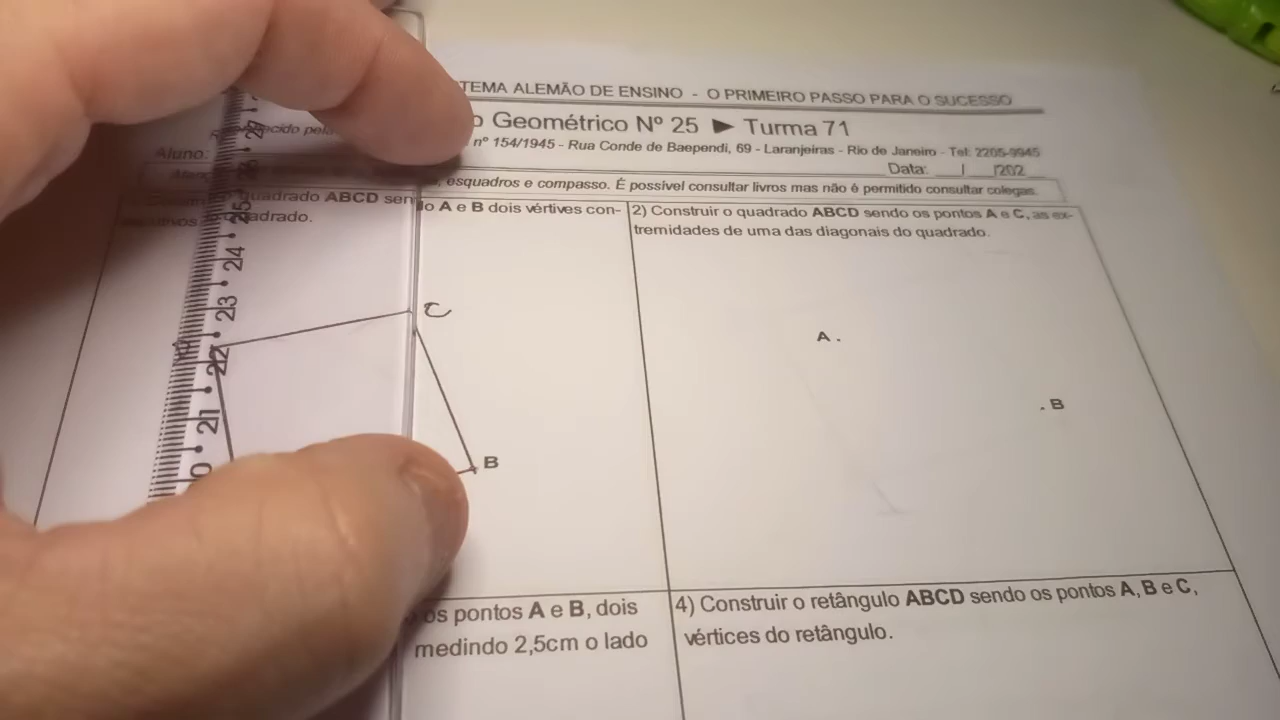 TEMA ALEMÃO DE ENSINO - O PRIMEIRO PASSO PARA O SUCESSO
Geométrico Nº 25 ► Turma 71
nº 154/1945 - Rua Conde de Baependi, 69 - Laranjeiras - Rio de Janeiro - Tel: 2205-9945
Aluno:
Data: __/__/202_
esquadros e compasso. É possível consultar livros mas não é permitido consultar colegas.
quadrado ABCD sendo A e B dois vértives con-
adrado.
2) Construir o quadrado ABCD sendo os pontos A e C, as ex-
tremidades de uma das diagonais do quadrado.
25
24
23
22
21
C
B
A .
. B
os pontos A e B, dois
medindo 2,5cm o lado
4) Construir o retângulo ABCD sendo os pontos A, B e C,
vértices do retângulo.